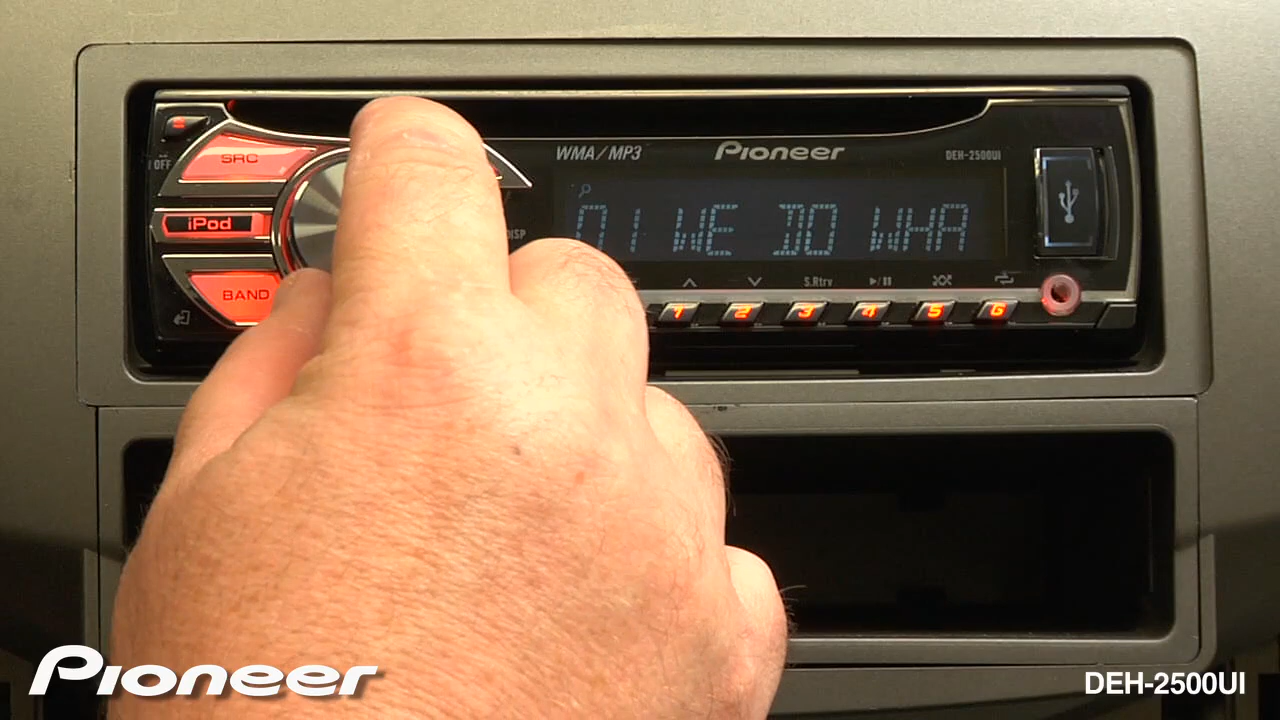 WMA/MP3
Pioneer
DEH-2500UI
OFF
SRC
iPod
BAND
DISP
01 WE DO WHA
S.Rtrv
1 2 3 4 5 6
Pioneer
DEH-2500UI